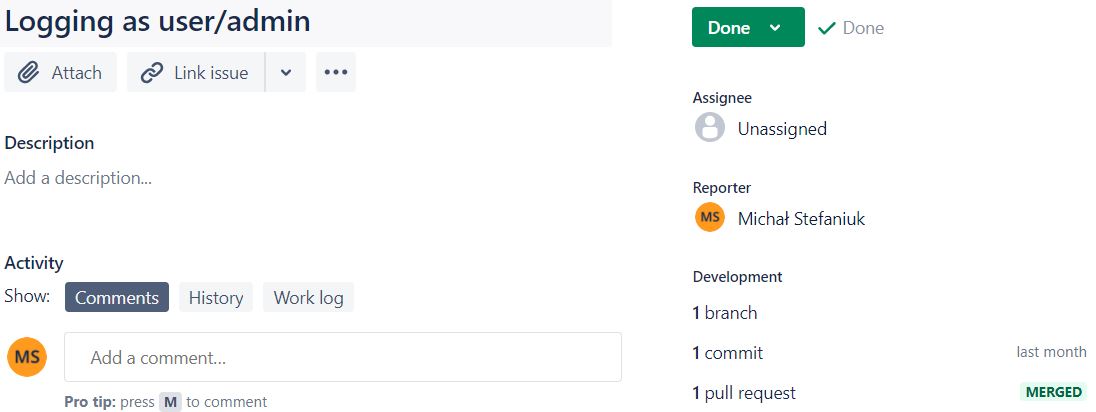 Logging as user/admin
Attach
Link issue
Description
Add a description...
Activity
Show: Comments History Work log
MS
Add a comment...
Pro tip: press M to comment
Done
Done
Assignee
Unassigned
Reporter
MS
Michał Stefaniuk
Development
1 branch
1 commit last month
1 pull request MERGED